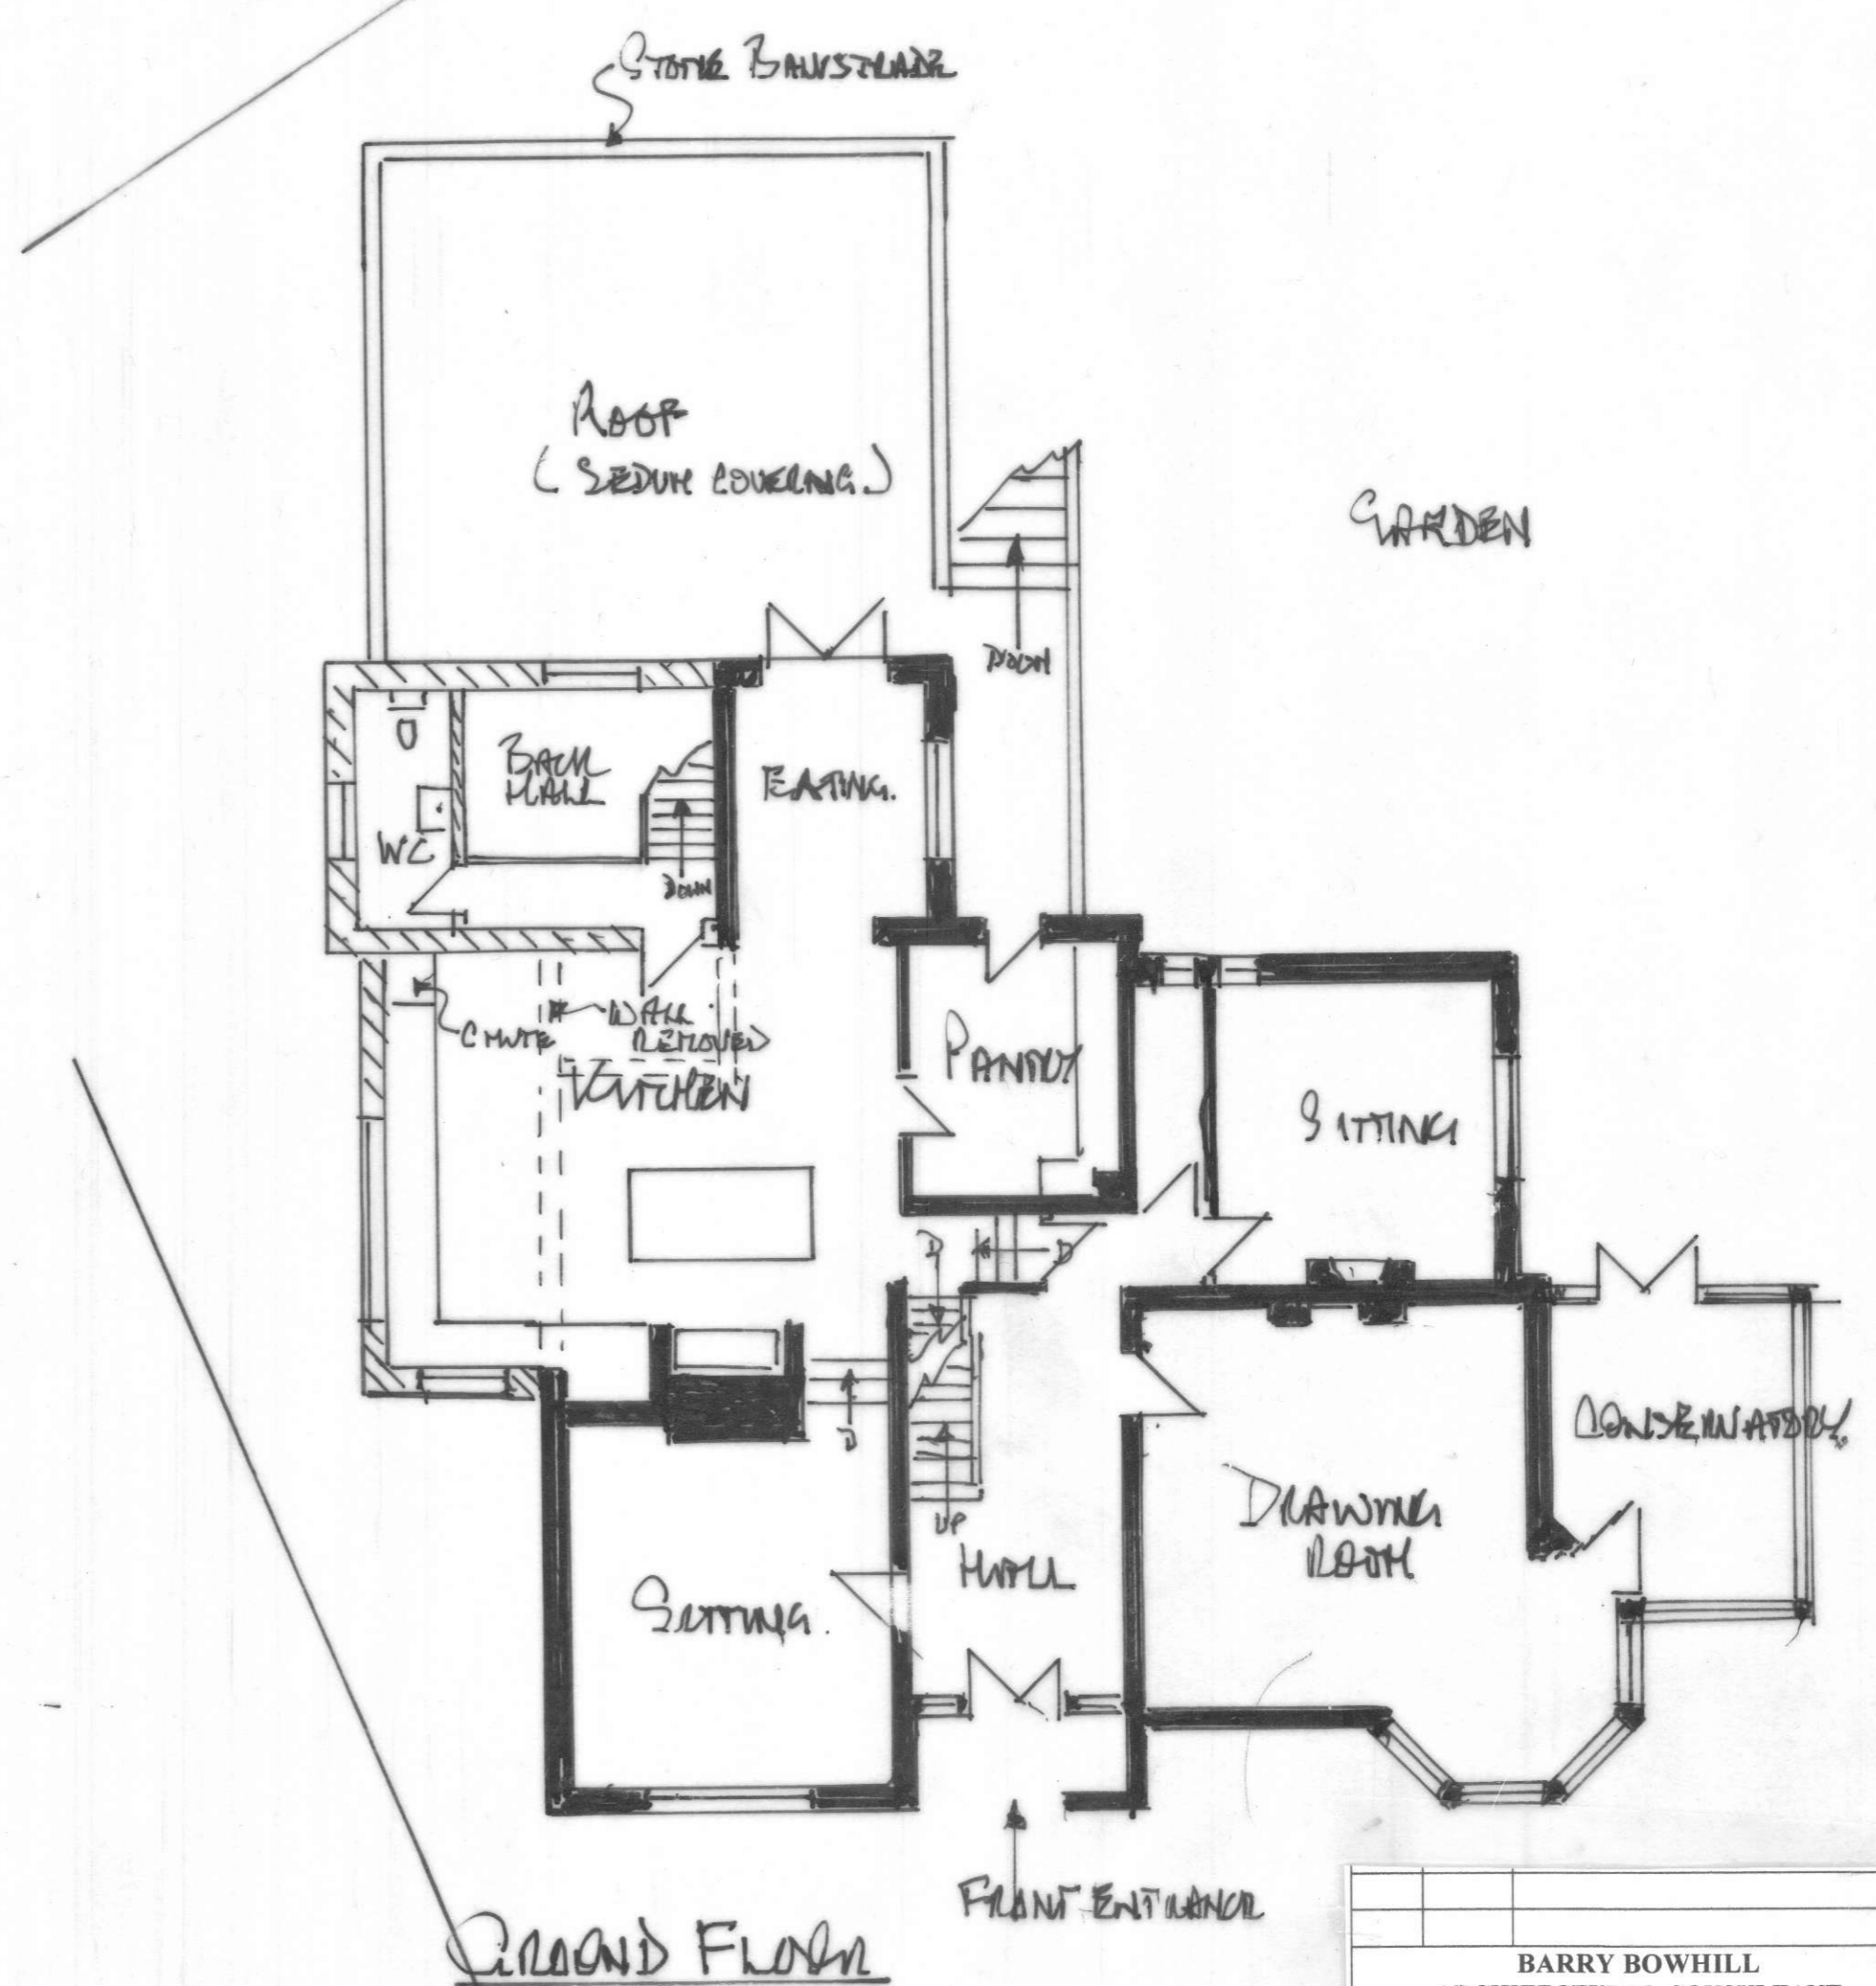 STONE BALUSTRADE
ROOF
( SEDUM COVERING.)
GARDEN
DOWN
BACK
HALL
EATING.
WC
DOWN
CHUTE
WALL
REMOVED
KITCHEN
PANTRY
SITTING
D
D
D
CONSERVATORY.
DRAWING
ROOM
UP
HALL
SITTING.
FRONT ENTRANCE
GROUND FLOOR
BARRY BOWHILL